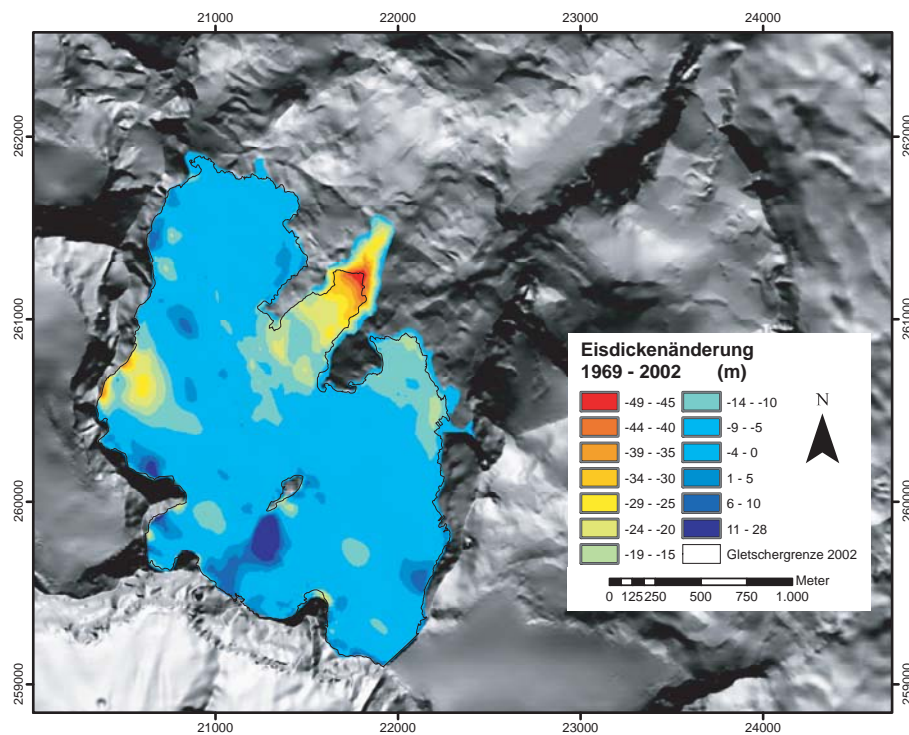 21000 22000 23000 24000
262000 262000
261000 261000
260000 260000
259000 259000
Eisdickenänderung
1969 - 2002 (m)
-49 - -45 -14 - -10
-44 - -40 -9 - -5
-39 - -35 -4 - 0
-34 - -30 1 - 5
-29 - -25 6 - 10
-24 - -20 11 - 28
-19 - -15 Gletschergrenze 2002
N
Meter
0 125 250 500 750 1.000
21000 22000 23000 24000